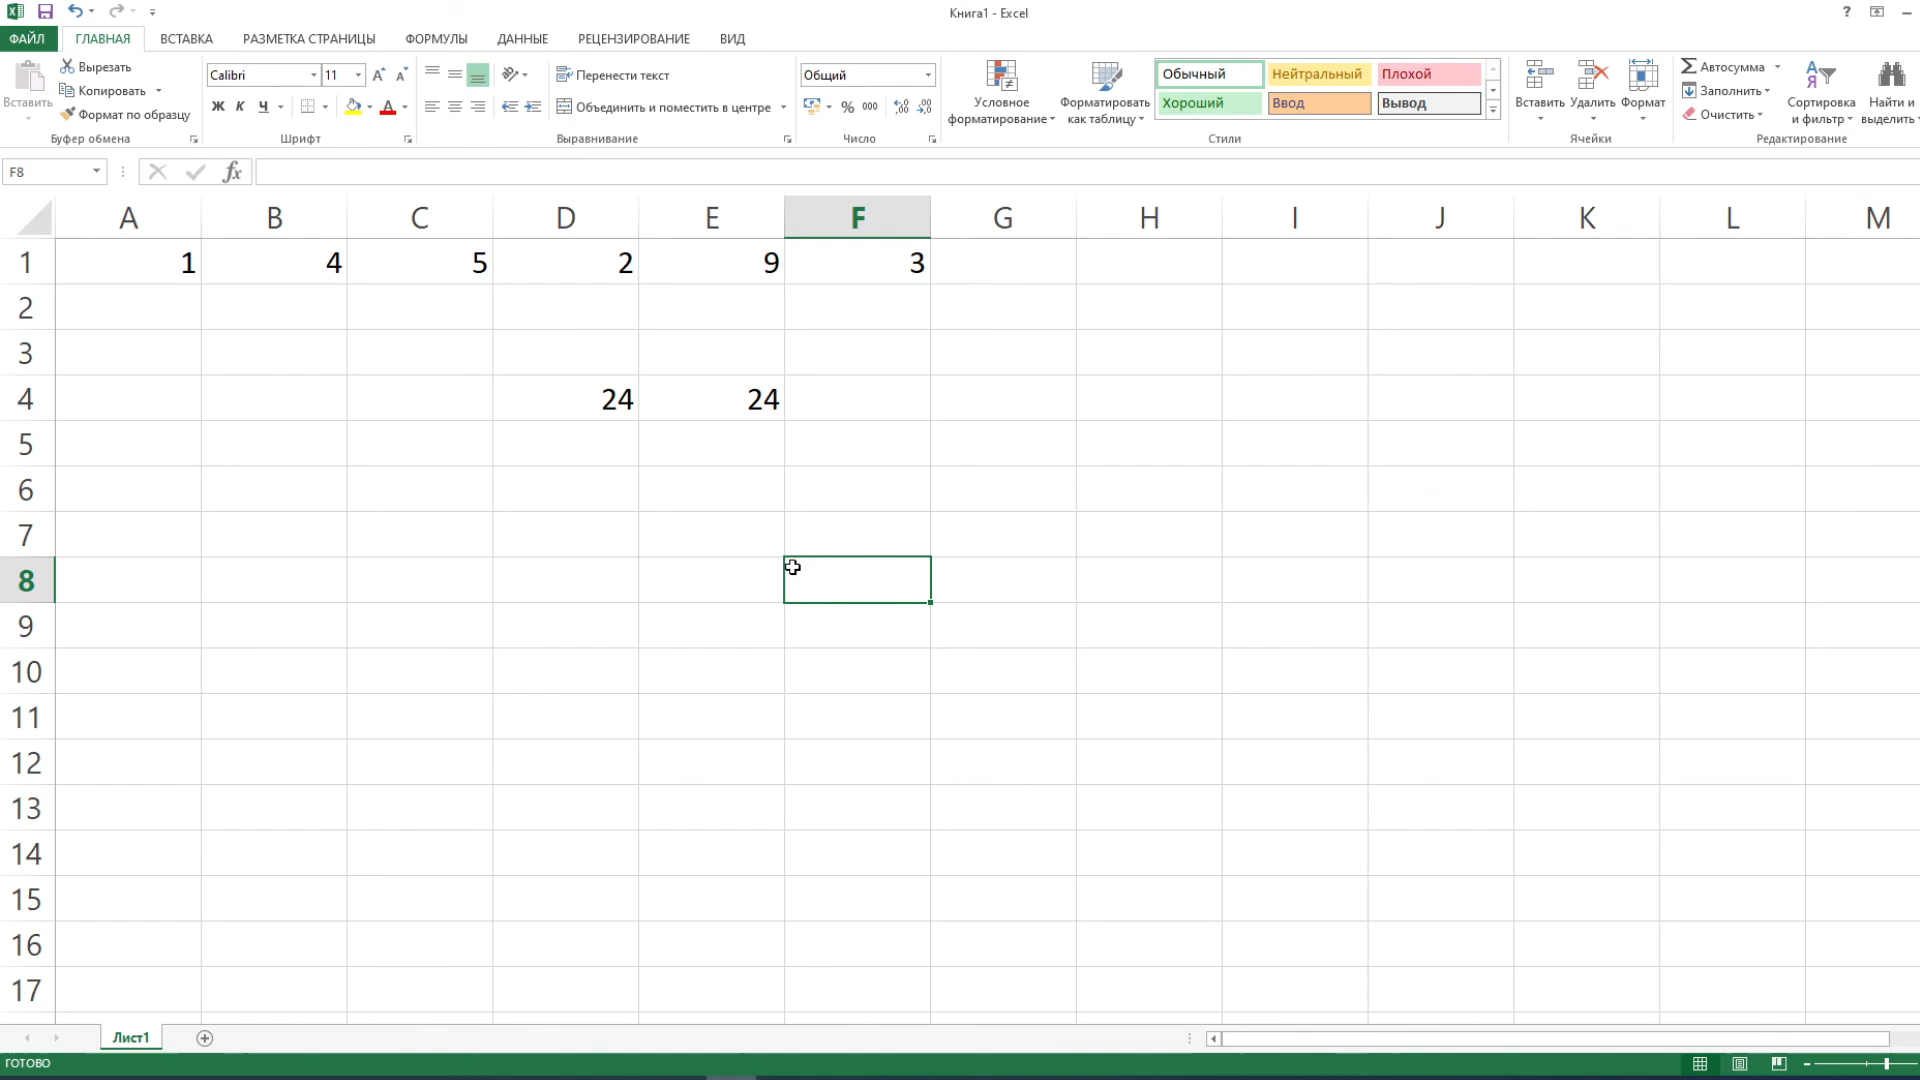 Книга1 - Excel
?
ФАЙЛ ГЛАВНАЯ ВСТАВКА РАЗМЕТКА СТРАНИЦЫ ФОРМУЛЫ ДАННЫЕ РЕЦЕНЗИРОВАНИЕ ВИД
Вставить
Вырезать
Копировать
Формат по образцу
Буфер обмена
Calibri 11
Ж К Ч
Шрифт
Перенести текст
Объединить и поместить в центре
Выравнивание
Общий
% 000
Число
Условное
форматирование
Форматировать
как таблицу
Обычный Нейтральный Плохой
Хороший Ввод Вывод
Стили
Вставить Удалить Формат
Ячейки
Автосумма
Заполнить
Очистить
Сортировка
и фильтр
Найти и
выделить
Редактирование
F8 fx
A B C D E F G H I J K L M
1 1 4 5 2 9 3
2
3
4 24 24
5
6
7
8
9
10
11
12
13
14
15
16
17
Лист1
ГОТОВО